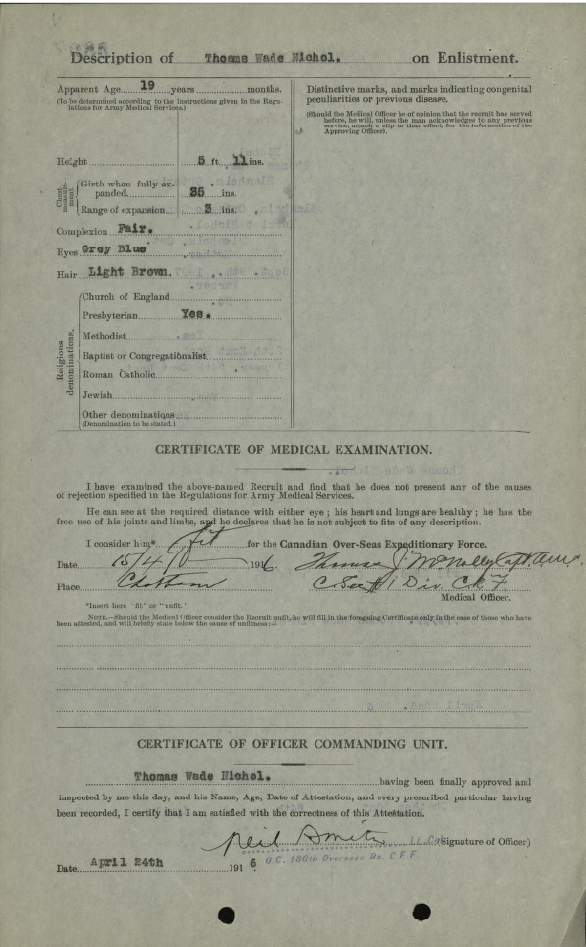 Description of Thomas Wade Nichol. on Enlistment.
Apparent Age 19 years months.
(To be determined according to the instructions given in the Regulations for Army Medical Services.)
Height 5 ft. 11 ins.
Chest measurement.
Girth when fully expanded 35 ins.
Range of expansion 3 ins.
Complexion Fair.
Eyes Grey Blue
Hair Light Brown.
Religious denominations.
Church of England
Presbyterian Yes.
Methodist
Baptist or Congregationalist
Roman Catholic
Jewish
Other denominations
(Denomination to be stated.)
Distinctive marks, and marks indicating congenital
peculiarities or previous disease.
(Should the Medical Officer be of opinion that the recruit has served
before, he will, unless the man acknowledges to any previous
service, attach a slip to that effect, for the information of the
Approving Officer).
CERTIFICATE OF MEDICAL EXAMINATION.
I have examined the above-named Recruit and find that he does not present any of the causes
of rejection specified in the Regulations for Army Medical Services.
He can see at the required distance with either eye ; his heart and lungs are healthy ; he has the
free use of his joints and limbs, and he declares that he is not subject to fits of any description.
I consider him* fit for the Canadian Over-Seas Expeditionary Force.
Date 15/4/ 1916.
Place Chatham
Medical Officer.
*Insert here "fit" or "unfit."
NOTE.—Should the Medical Officer consider the Recruit unfit, he will fill in the foregoing Certificate only in the case of those who have
been attested, and will briefly state below the cause of unfitness:-
CERTIFICATE OF OFFICER COMMANDING UNIT.
Thomas Wade Nichol. having been finally approved and
inspected by me this day, and his Name, Age, Date of Attestation, and every prescribed particular having
been recorded, I certify that I am satisfied with the correctness of this Attestation.
Neil Smith Lt. Col. (Signature of Officer)
O.C. Overseas Bn. C.E.F.
Date April 24th 1916